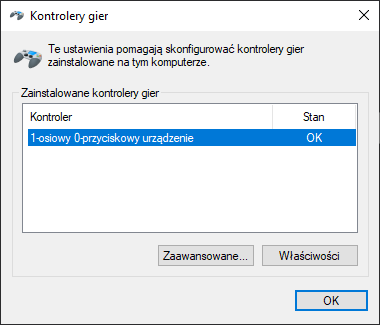 Kontrolery gier
Te ustawienia pomagają skonfigurować kontrolery gier
zainstalowane na tym komputerze.
Zainstalowane kontrolery gier
Kontroler Stan
1-osiowy 0-przyciskowy urządzenie OK
Zaawansowane... Właściwości
OK